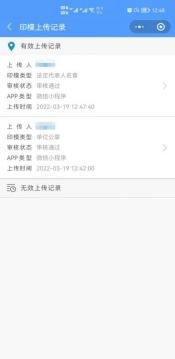 12:48
印模上传记录
有效上传记录
上 传 人
印模类型 法定代表人名章
审核状态 审核通过
APP类型 微信小程序
上传时间 2022-03-19 12:47:40
上 传 人
印模类型 单位公章
审核状态 审核通过
APP类型 微信小程序
上传时间 2022-03-19 12:42:00
无效上传记录